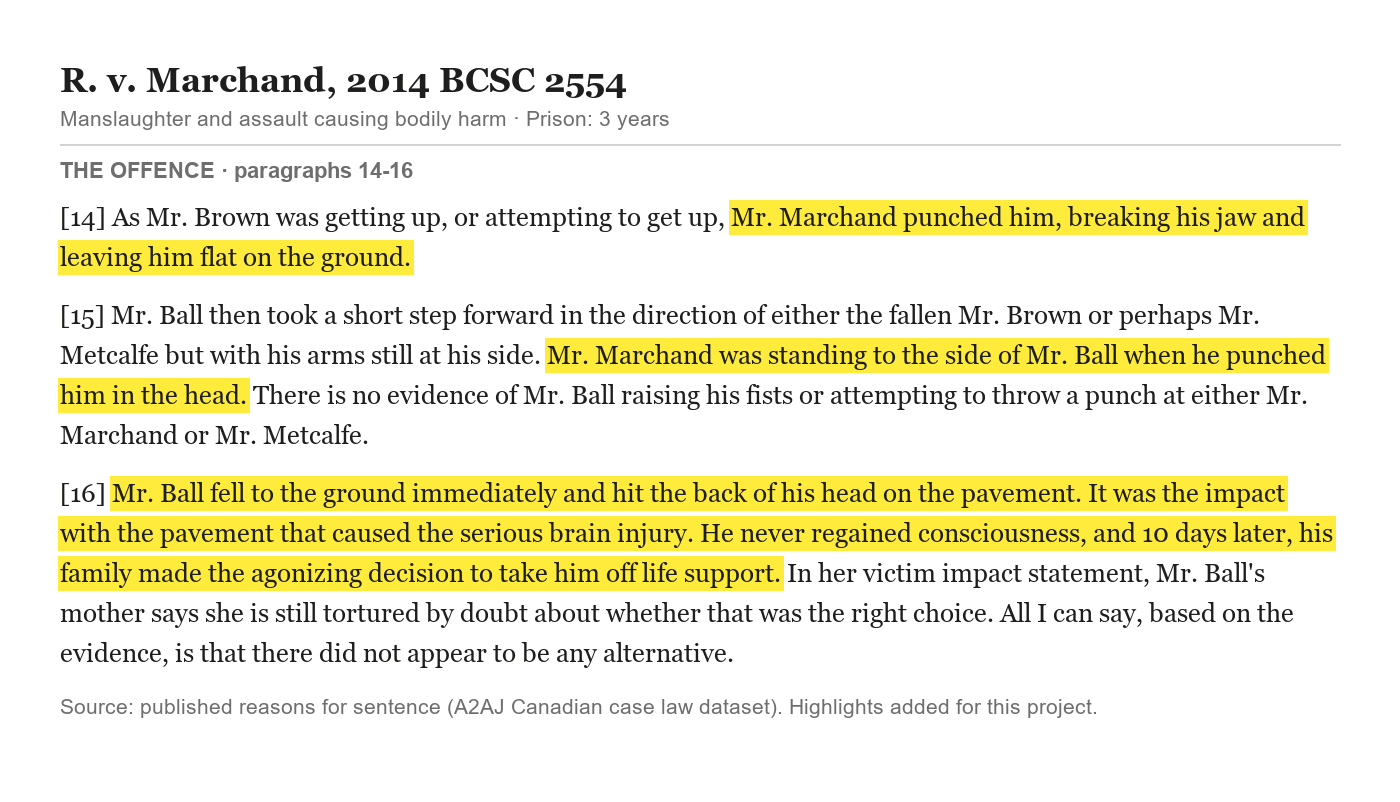 R. v. Marchand, 2014 BCSC 2554
Manslaughter and assault causing bodily harm · Prison: 3 years
THE OFFENCE · paragraphs 14-16
[14] As Mr. Brown was getting up, or attempting to get up, Mr. Marchand punched him, breaking his jaw and
leaving him flat on the ground.
[15] Mr. Ball then took a short step forward in the direction of either the fallen Mr. Brown or perhaps Mr.
Metcalfe but with his arms still at his side. Mr. Marchand was standing to the side of Mr. Ball when he punched
him in the head. There is no evidence of Mr. Ball raising his fists or attempting to throw a punch at either Mr.
Marchand or Mr. Metcalfe.
[16] Mr. Ball fell to the ground immediately and hit the back of his head on the pavement. It was the impact
with the pavement that caused the serious brain injury. He never regained consciousness, and 10 days later, his
family made the agonizing decision to take him off life support. In her victim impact statement, Mr. Ball's
mother says she is still tortured by doubt about whether that was the right choice. All I can say, based on the
evidence, is that there did not appear to be any alternative.
Source: published reasons for sentence (A2AJ Canadian case law dataset). Highlights added for this project.